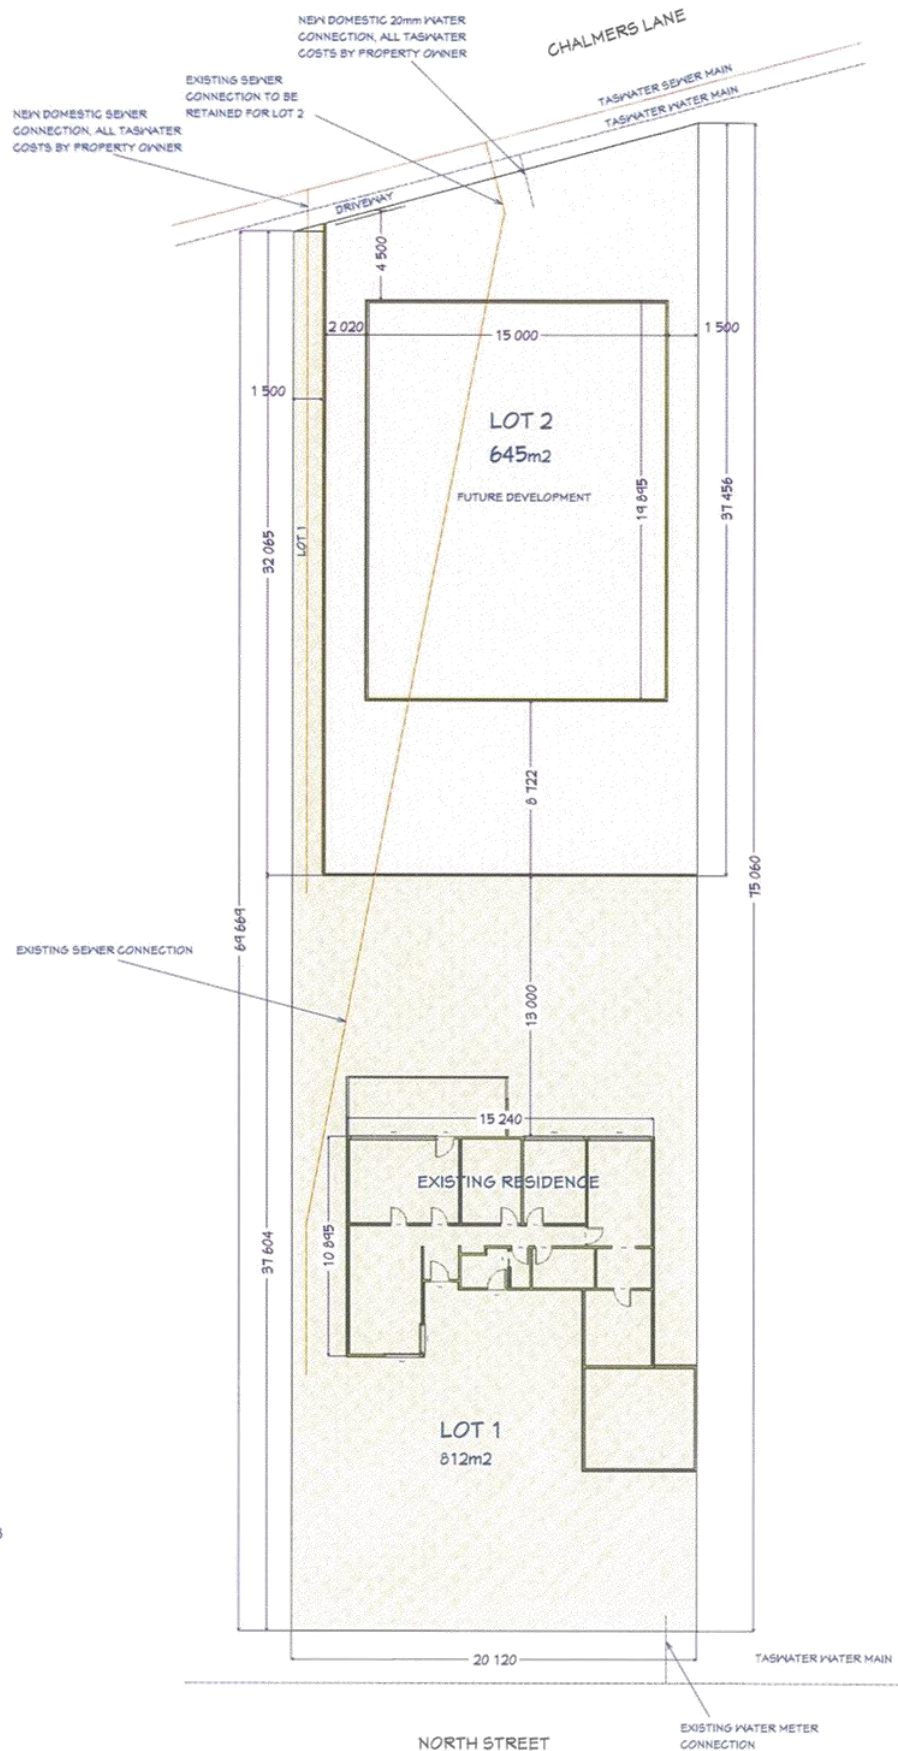 NEW DOMESTIC 20mm WATER
CONNECTION, ALL TASWATER
COSTS BY PROPERTY OWNER
CHALMERS LANE
EXISTING SEWER
CONNECTION TO BE
RETAINED FOR LOT 2
TASWATER SEWER MAIN
TASWATER WATER MAIN
NEW DOMESTIC SEWER
CONNECTION, ALL TASWATER
COSTS BY PROPERTY OWNER
DRIVEWAY
4 500
2 020
15 000
1 500
1 500
LOT 2
645m2
FUTURE DEVELOPMENT
19 895
37 456
32 065
LOT 1
8 722
75 060
69 669
EXISTING SEWER CONNECTION
13 000
15 240
EXISTING RESIDENCE
10 895
37 604
LOT 1
812m2
20 120
TASWATER WATER MAIN
EXISTING WATER METER
CONNECTION
NORTH STREET